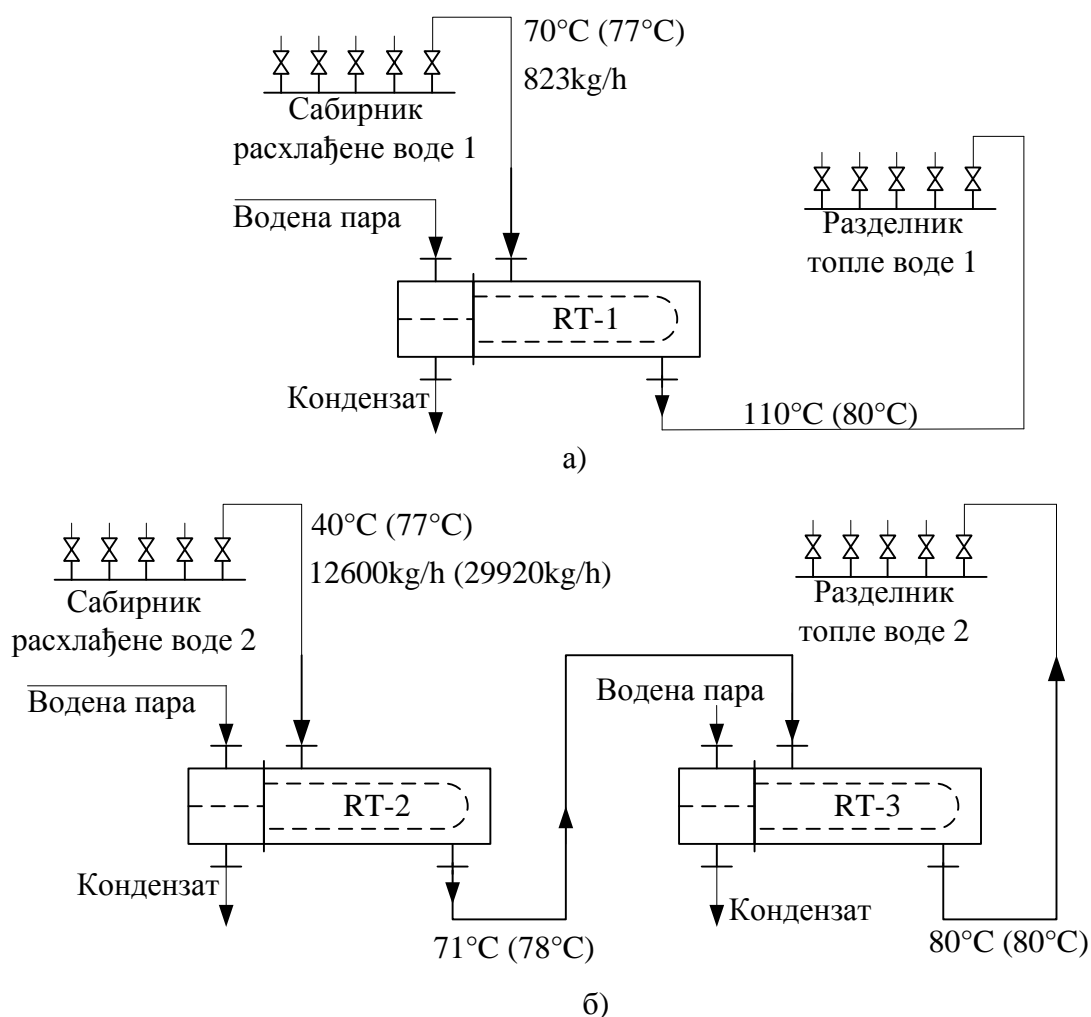 70°C (77°C)
823kg/h
Сабирник
расхлађене воде 1
Водена пара
Разделник
топле воде 1
RT-1
Кондензат
110°C (80°C)
а)
40°C (77°C)
12600kg/h (29920kg/h)
Сабирник
расхлађене воде 2
Разделник
топле воде 2
Водена пара
Водена пара
RT-2
RT-3
Кондензат
Кондензат
71°C (78°C)
80°C (80°C)
б)